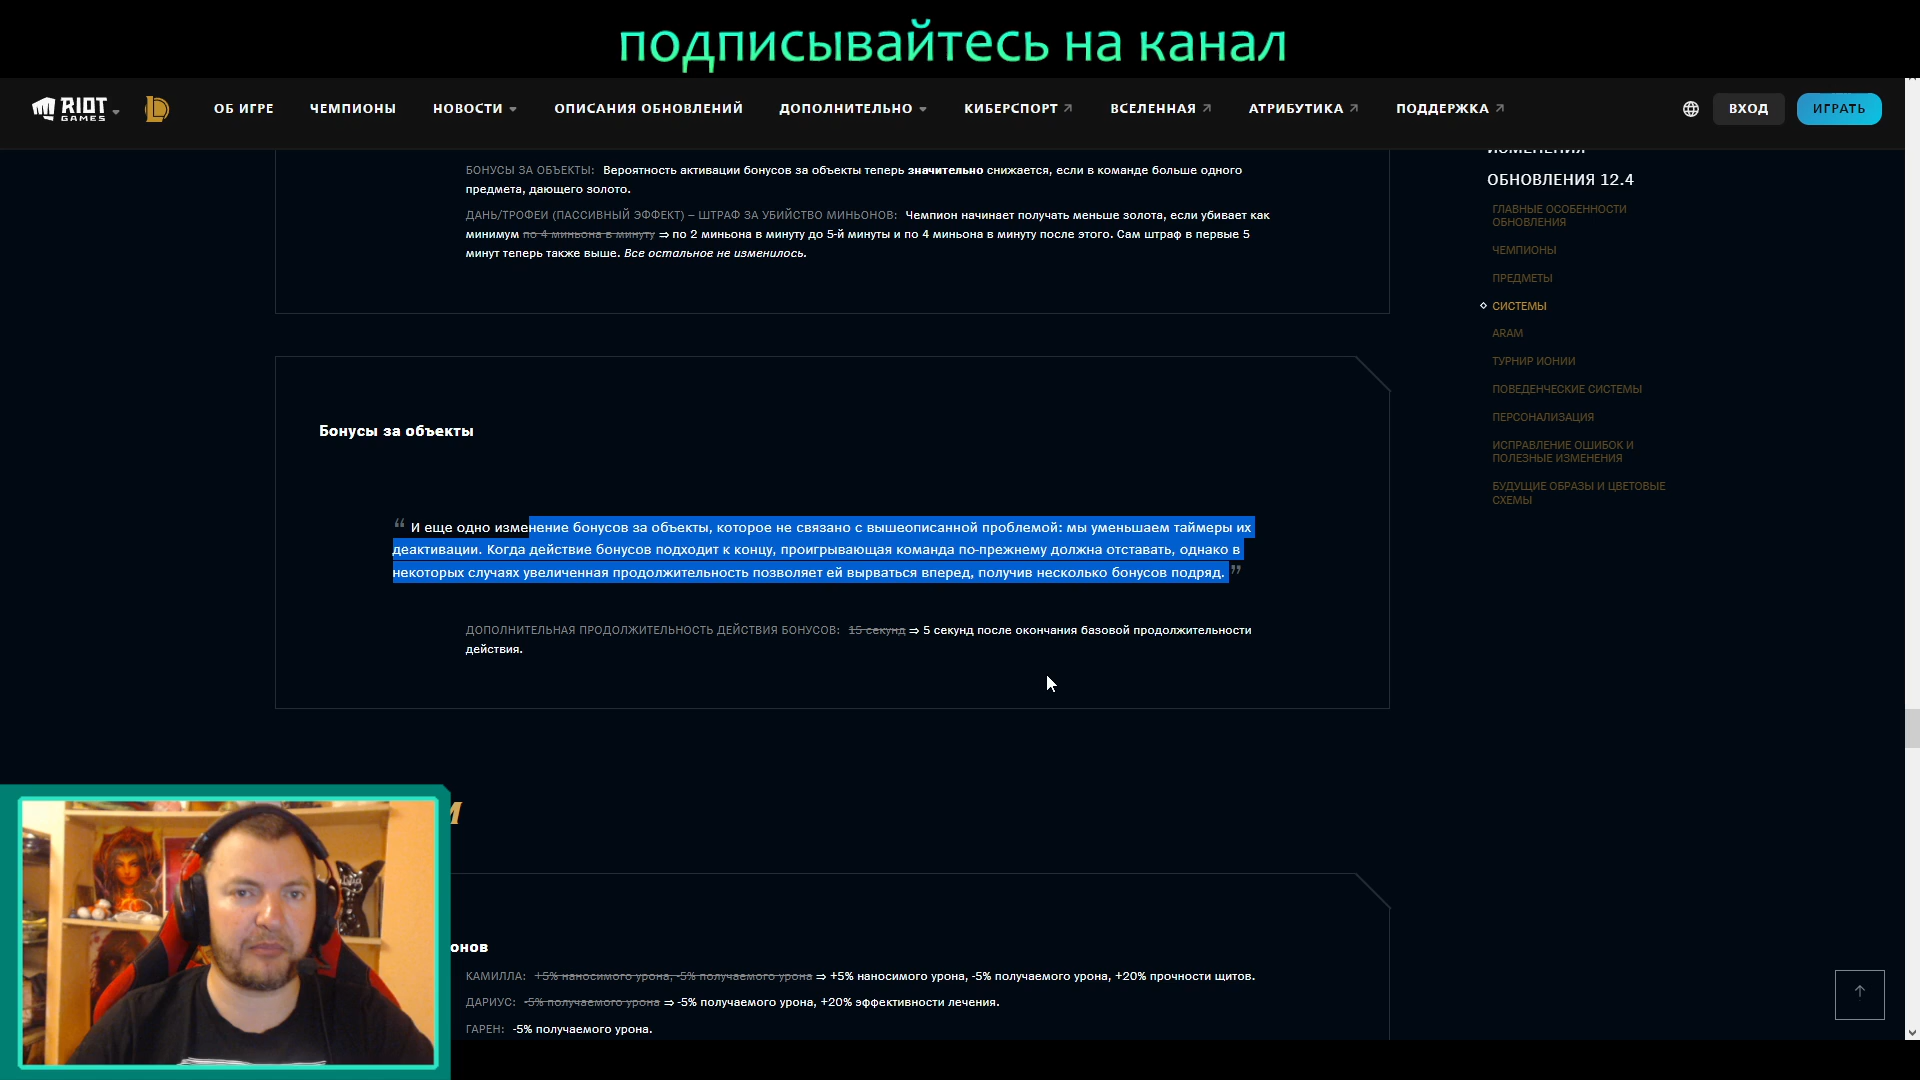 подписывайтесь на канал
RIOT GAMES
ОБ ИГРЕ
ЧЕМПИОНЫ
НОВОСТИ
ОПИСАНИЯ ОБНОВЛЕНИЙ
ДОПОЛНИТЕЛЬНО
КИБЕРСПОРТ
ВСЕЛЕННАЯ
АТРИБУТИКА
ПОДДЕРЖКА
ВХОД
ИГРАТЬ
БОНУСЫ ЗА ОБЪЕКТЫ: Вероятность активации бонусов за объекты теперь значительно снижается, если в команде больше одного
предмета, дающего золото.
ДАНЬ/ТРОФЕИ (ПАССИВНЫЙ ЭФФЕКТ) – ШТРАФ ЗА УБИЙСТВО МИНЬОНОВ: Чемпион начинает получать меньше золота, если убивает как
минимум по 4 миньона в минуту ⇒ по 2 миньона в минуту до 5-й минуты и по 4 миньона в минуту после этого. Сам штраф в первые 5
минут теперь также выше. Все остальное не изменилось.
Бонусы за объекты
“ И еще одно изменение бонусов за объекты, которое не связано с вышеописанной проблемой: мы уменьшаем таймеры их
деактивации. Когда действие бонусов подходит к концу, проигрывающая команда по-прежнему должна отставать, однако в
некоторых случаях увеличенная продолжительность позволяет ей вырваться вперед, получив несколько бонусов подряд. ”
ДОПОЛНИТЕЛЬНАЯ ПРОДОЛЖИТЕЛЬНОСТЬ ДЕЙСТВИЯ БОНУСОВ: 15 секунд ⇒ 5 секунд после окончания базовой продолжительности
действия.
онов
КАМИЛЛА: +5% наносимого урона, -5% получаемого урона ⇒ +5% наносимого урона, -5% получаемого урона, +20% прочности щитов.
ДАРИУС: -5% получаемого урона ⇒ -5% получаемого урона, +20% эффективности лечения.
ГАРЕН: -5% получаемого урона.
ИЗМЕНЕНИЯ
ОБНОВЛЕНИЯ 12.4
ГЛАВНЫЕ ОСОБЕННОСТИ
ОБНОВЛЕНИЯ
ЧЕМПИОНЫ
ПРЕДМЕТЫ
СИСТЕМЫ
ARAM
ТУРНИР ИОНИИ
ПОВЕДЕНЧЕСКИЕ СИСТЕМЫ
ПЕРСОНАЛИЗАЦИЯ
ИСПРАВЛЕНИЕ ОШИБОК И
ПОЛЕЗНЫЕ ИЗМЕНЕНИЯ
БУДУЩИЕ ОБРАЗЫ И ЦВЕТОВЫЕ
СХЕМЫ